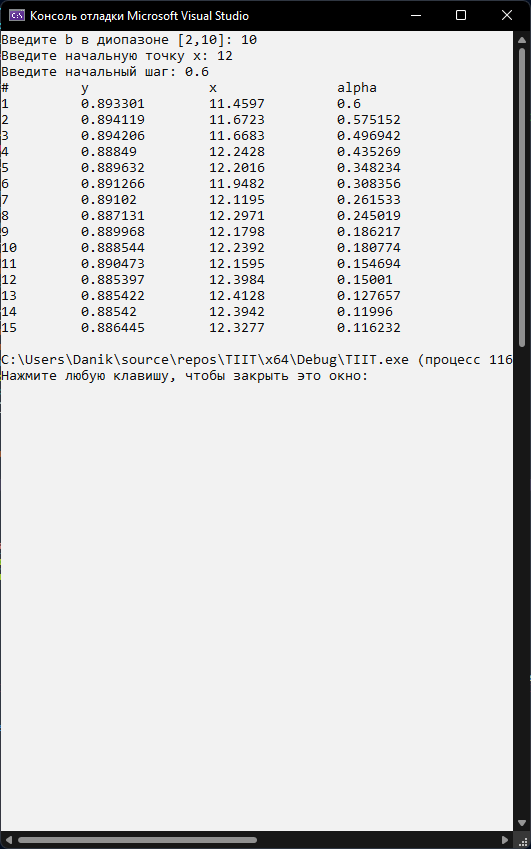 Консоль отладки Microsoft Visual Studio
Введите b в диапазоне [2,10]: 10
Введите начальную точку x: 12
Введите начальный шаг: 0.6
# y x alpha
1 0.893301 11.4597 0.6
2 0.894119 11.6723 0.575152
3 0.894206 11.6683 0.496942
4 0.88849 12.2428 0.435269
5 0.889632 12.2016 0.348234
6 0.891266 11.9482 0.308356
7 0.89102 12.1195 0.261533
8 0.887131 12.2971 0.245019
9 0.889968 12.1798 0.186217
10 0.888544 12.2392 0.180774
11 0.890473 12.1595 0.154694
12 0.885397 12.3984 0.15001
13 0.885422 12.4128 0.127657
14 0.88542 12.3942 0.11996
15 0.886445 12.3277 0.116232
C:\Users\Danik\source\repos\TIIT\x64\Debug\TIIT.exe (процесс 116
Нажмите любую клавишу, чтобы закрыть это окно: